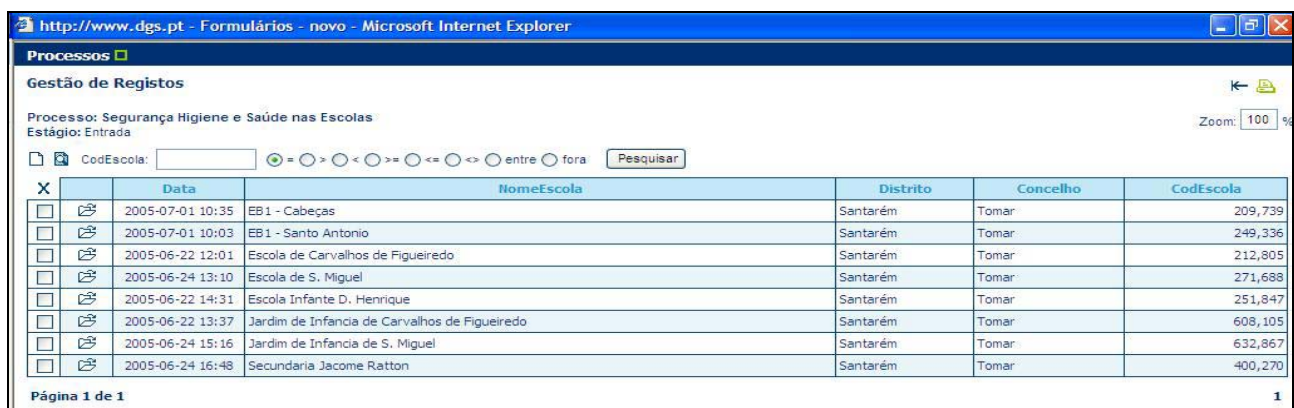 http://www.dgs.pt - Formulários - novo - Microsoft Internet Explorer
Processos
Gestão de Registos
Processo: Segurança Higiene e Saúde nas Escolas
Estágio: Entrada
Zoom: 100 %
CodEscola: = > < >= <= <> entre fora Pesquisar
X Data NomeEscola Distrito Concelho CodEscola
2005-07-01 10:35 EB1 - Cabeças Santarém Tomar 209,739
2005-07-01 10:03 EB1 - Santo Antonio Santarém Tomar 249,336
2005-06-22 12:01 Escola de Carvalhos de Figueiredo Santarém Tomar 212,805
2005-06-24 13:10 Escola de S. Miguel Santarém Tomar 271,688
2005-06-22 14:31 Escola Infante D. Henrique Santarém Tomar 251,847
2005-06-22 13:37 Jardim de Infancia de Carvalhos de Figueiredo Santarém Tomar 608,105
2005-06-24 15:16 Jardim de Infancia de S. Miguel Santarém Tomar 632,867
2005-06-24 16:48 Secundaria Jacome Ratton Santarém Tomar 400,270
Página 1 de 1 1